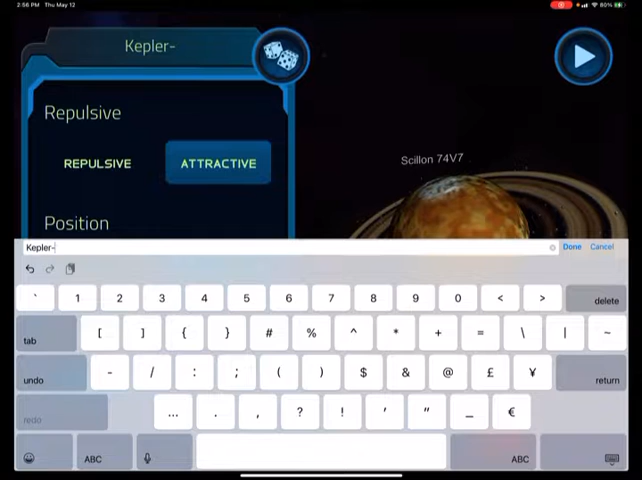 2:56 PM Thu May 12
80%
Kepler-
Repulsive
REPULSIVE ATTRACTIVE
Scillon 74V7
Position
Kepler- Done Cancel
` 1 2 3 4 5 6 7 8 9 0 < > delete
tab [ ] { } # % ^ * + = \ | ~
undo - / : ; ( ) $ & @ £ ¥ return
redo ... . , ? ! ' " _ €
ABC ABC